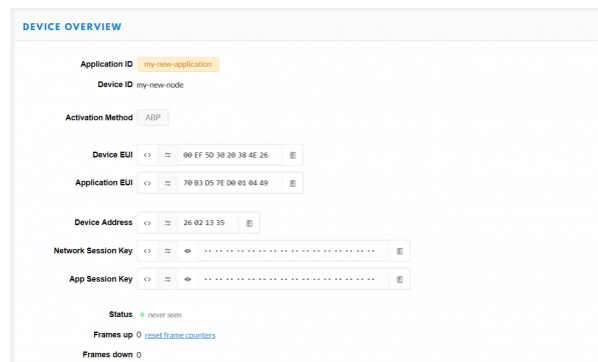 DEVICE OVERVIEW
Application ID my-new-application
Device ID my-new-node
Activation Method ABP
Device EUI <> 00 EF 5D 30 20 38 4E 26
Application EUI <> 70 B3 D5 7E D0 01 04 49
Device Address <> 26 02 13 35
Network Session Key <> .. .. .. .. .. .. .. .. .. .. .. .. .. .. .. ..
App Session Key <> .. .. .. .. .. .. .. .. .. .. .. .. .. .. .. ..
Status never seen
Frames up 0 reset frame counters
Frames down 0